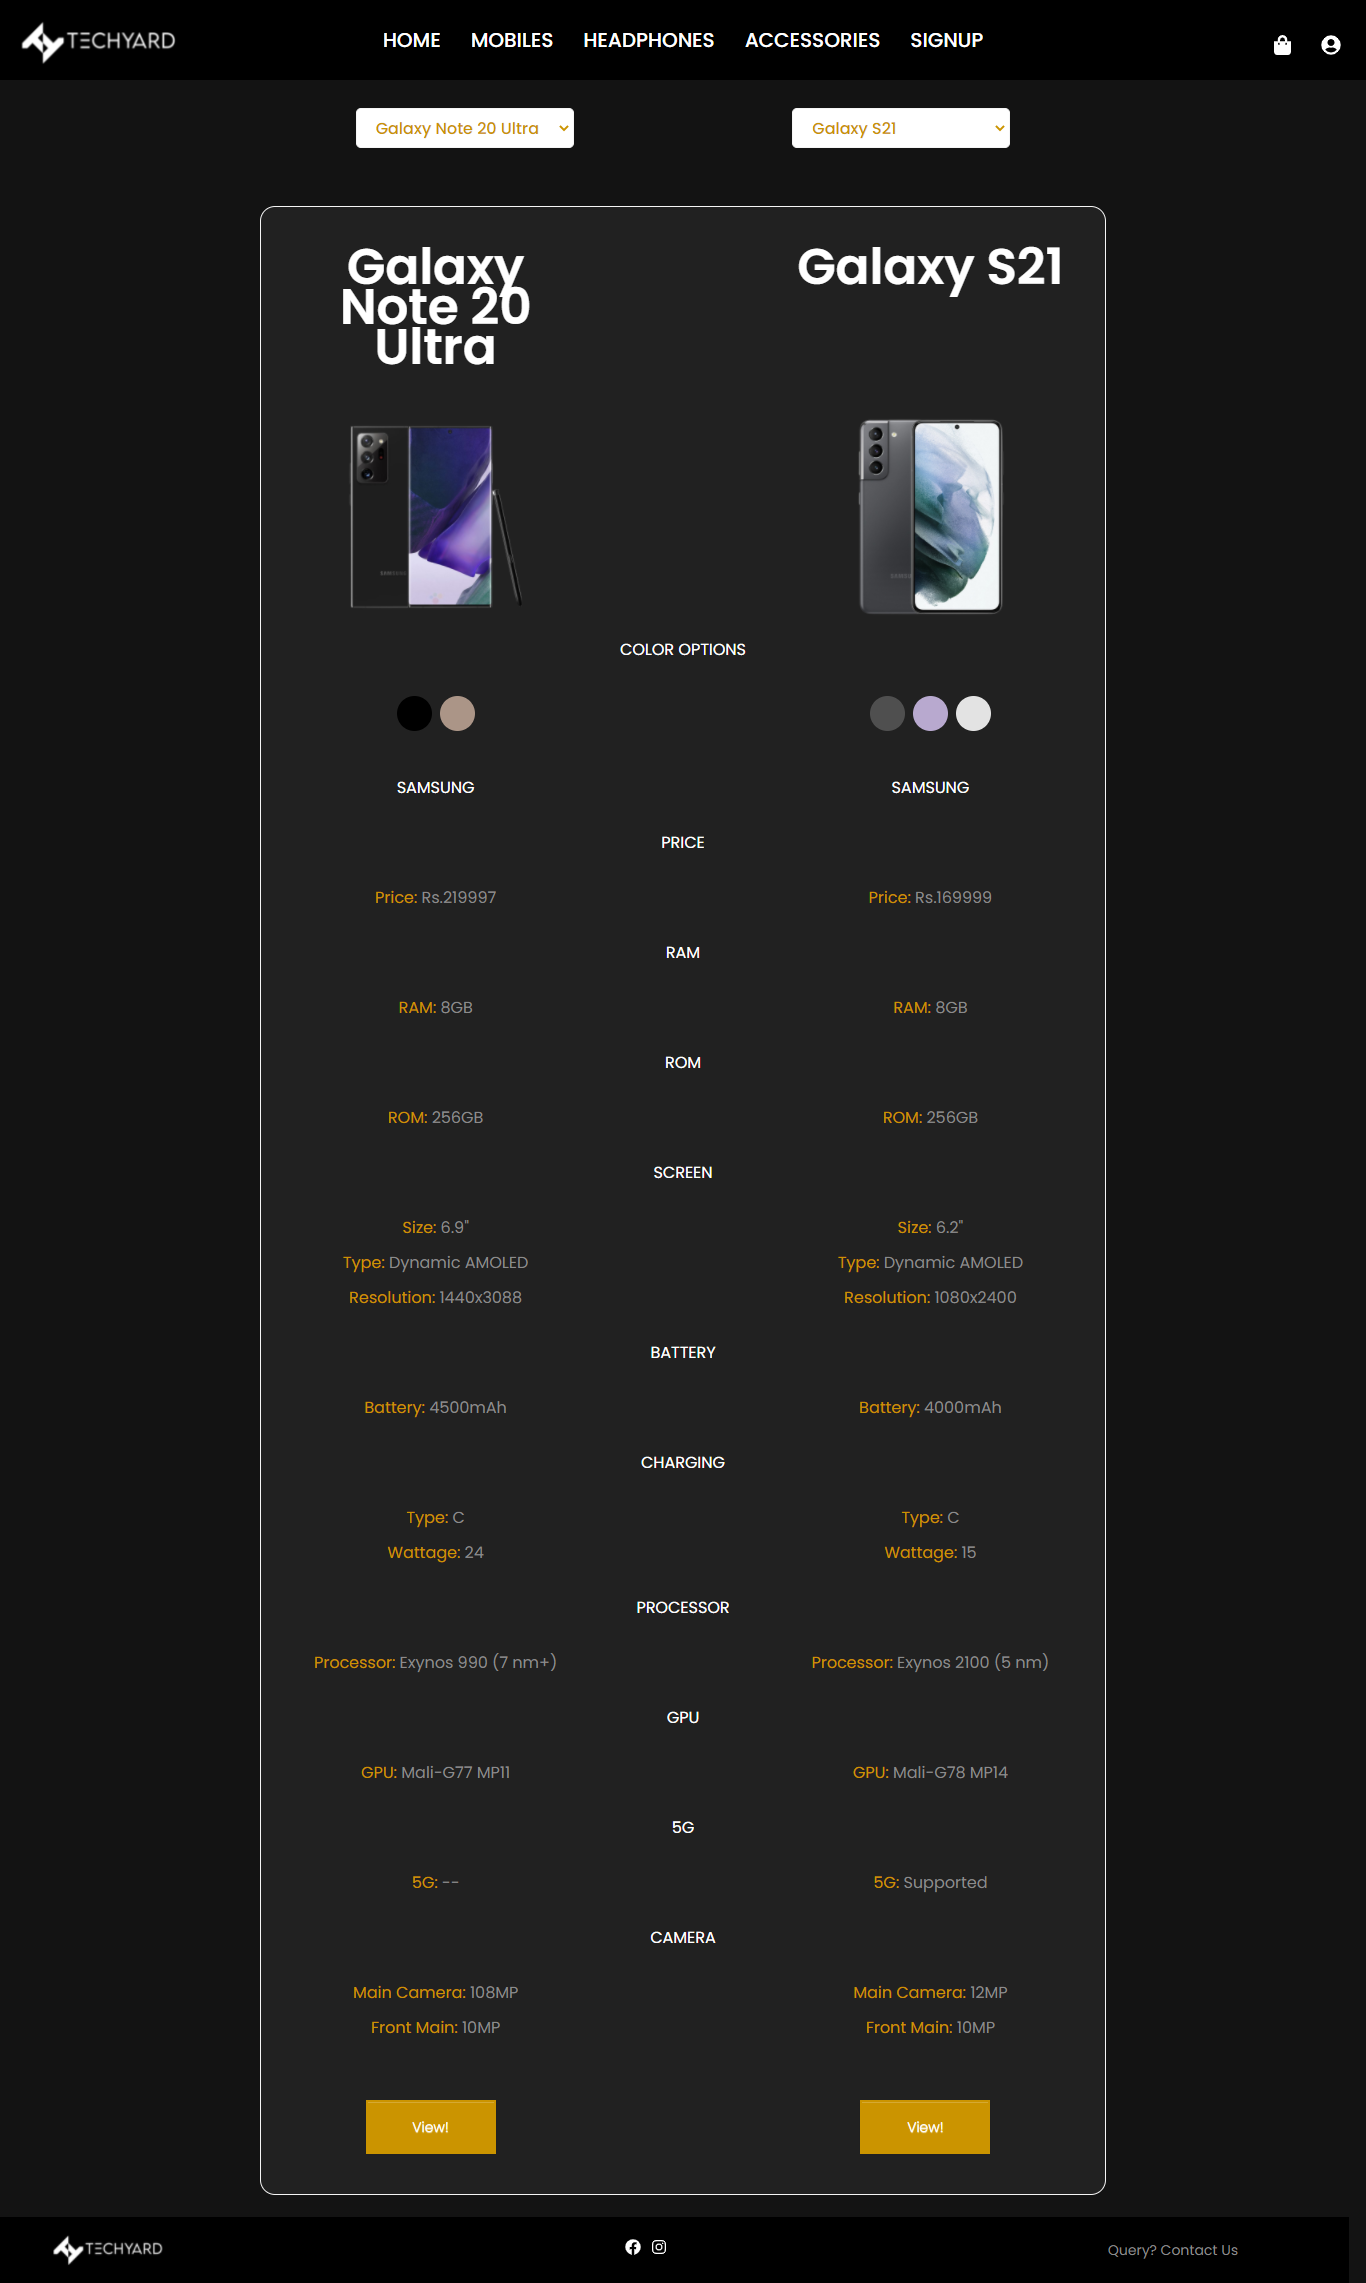 TECHYARD
HOME MOBILES HEADPHONES ACCESSORIES SIGNUP
Galaxy Note 20 Ultra Galaxy S21
Galaxy
Note 20
Ultra
Galaxy S21
SAMSUNG
SAMSUNG
COLOR OPTIONS
SAMSUNG SAMSUNG
PRICE
Price: Rs.219997 Price: Rs.169999
RAM
RAM: 8GB RAM: 8GB
ROM
ROM: 256GB ROM: 256GB
SCREEN
Size: 6.9" Size: 6.2"
Type: Dynamic AMOLED Type: Dynamic AMOLED
Resolution: 1440x3088 Resolution: 1080x2400
BATTERY
Battery: 4500mAh Battery: 4000mAh
CHARGING
Type: C Type: C
Wattage: 24 Wattage: 15
PROCESSOR
Processor: Exynos 990 (7 nm+) Processor: Exynos 2100 (5 nm)
GPU
GPU: Mali-G77 MP11 GPU: Mali-G78 MP14
5G
5G: -- 5G: Supported
CAMERA
Main Camera: 108MP Main Camera: 12MP
Front Main: 10MP Front Main: 10MP
View! View!
TECHYARD
Query? Contact Us